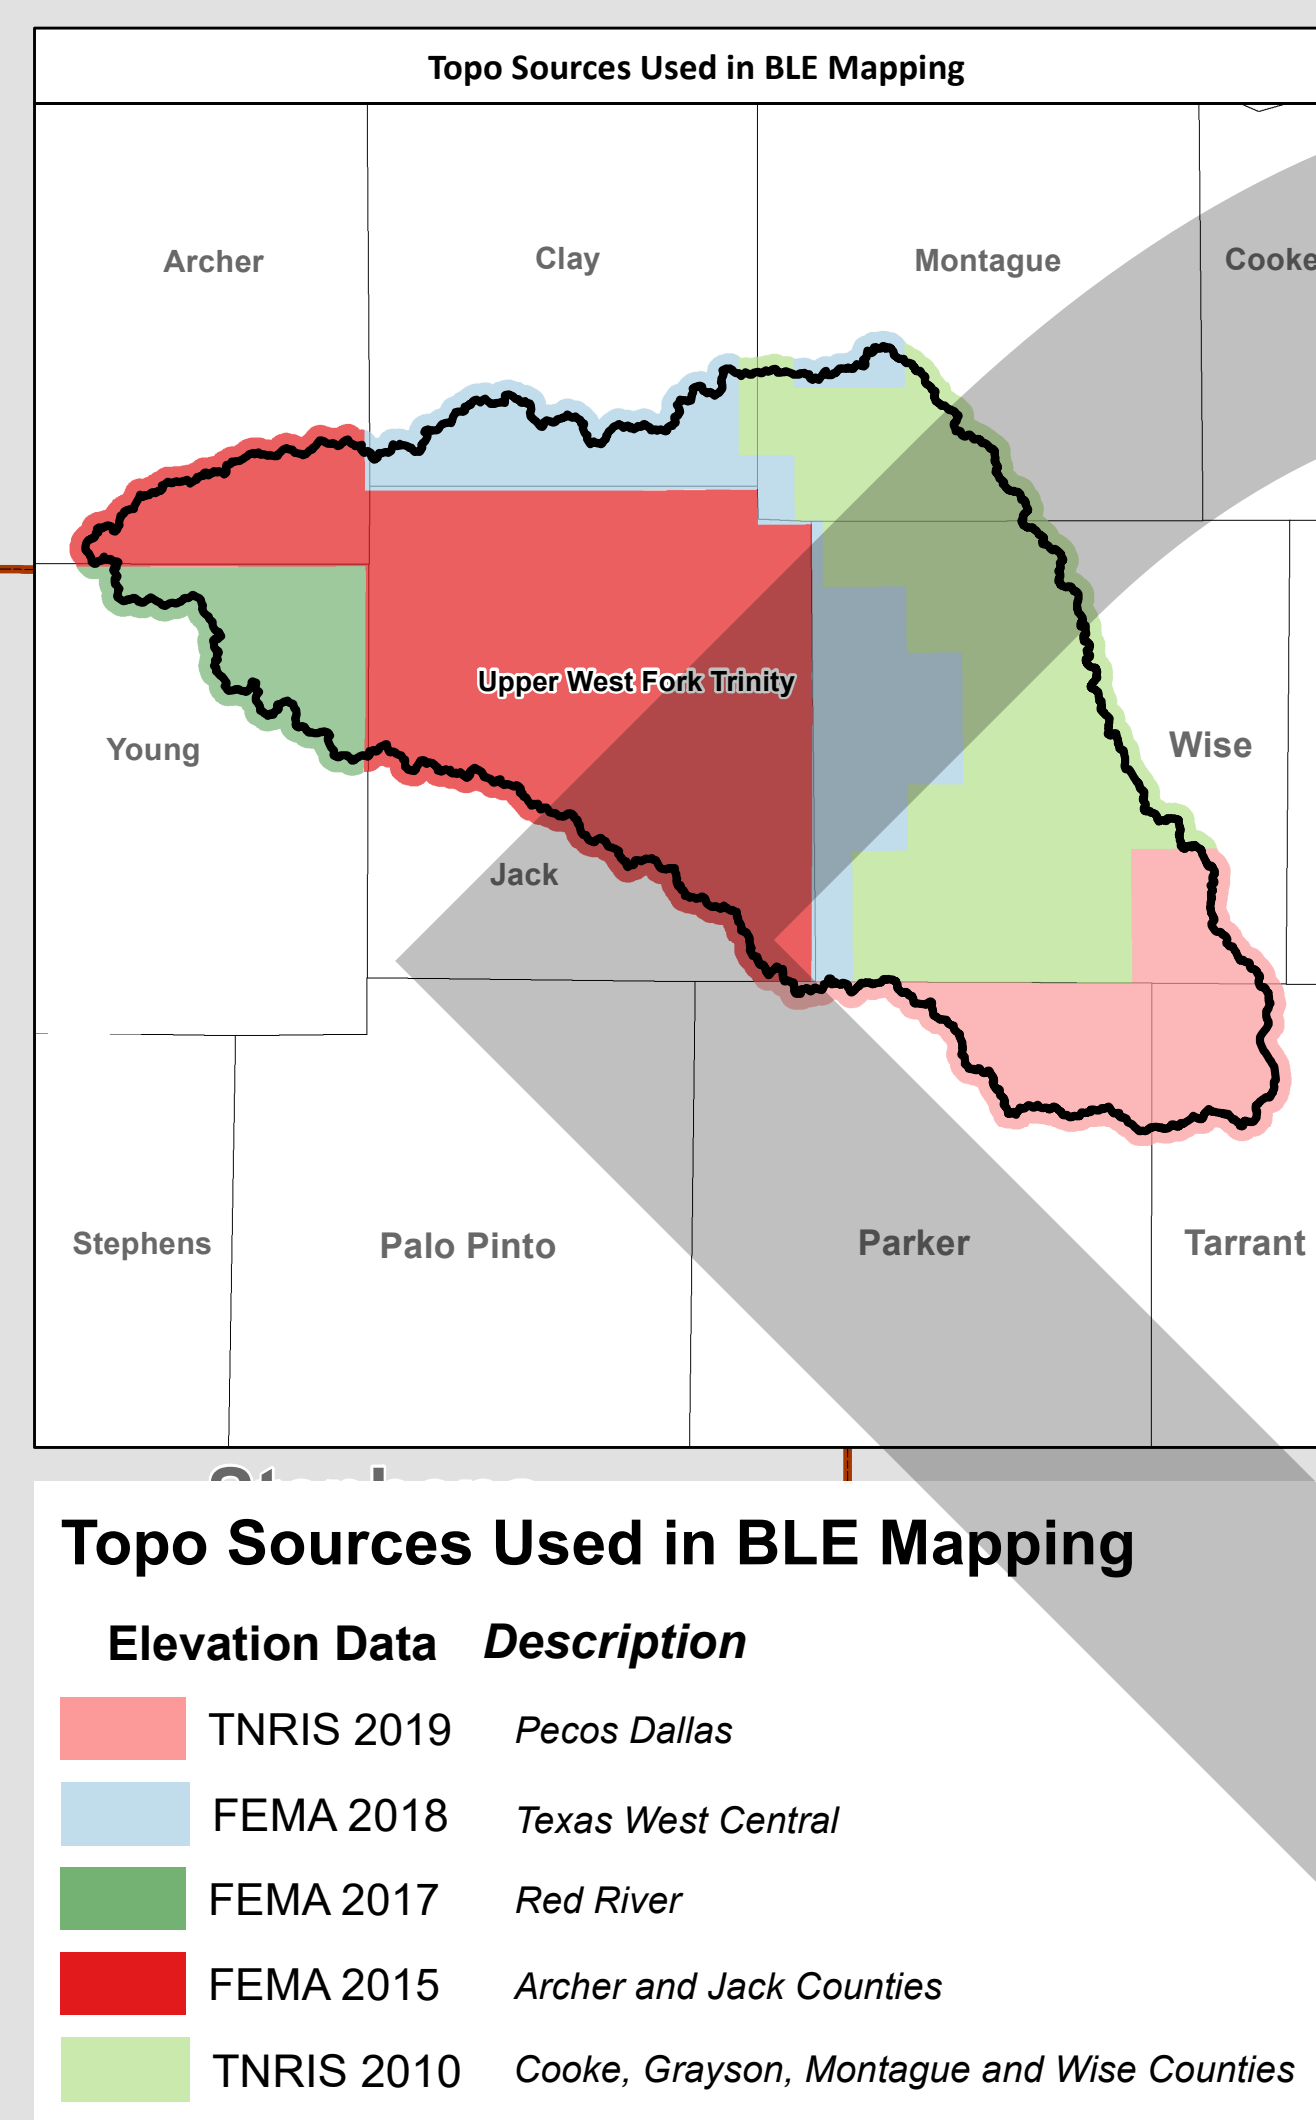 Topo Sources Used in BLE Mapping
Archer
Clay
Montague
Cooke
Upper West Fork Trinity
Young
Wise
Jack
Stephens
Palo Pinto
Parker
Tarrant
Topo Sources Used in BLE Mapping
Elevation Data Description
TNRIS 2019 Pecos Dallas
FEMA 2018 Texas West Central
FEMA 2017 Red River
FEMA 2015 Archer and Jack Counties
TNRIS 2010 Cooke, Grayson, Montague and Wise Counties